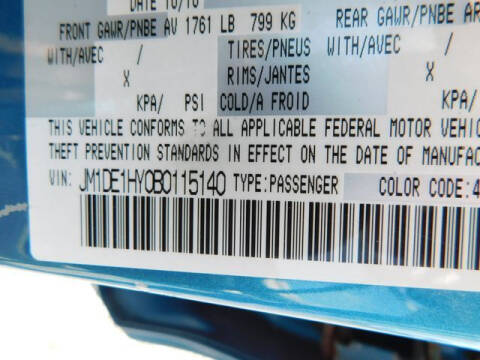 DATE 10/10
FRONT GAWR/PNBE AV 1761 LB 799 KG REAR GAWR/PNBE AR
WITH/AVEC TIRES/PNEUS WITH/AVEC
X RIMS/JANTES X
KPA/ PSI COLD/A FROID KPA/
THIS VEHICLE CONFORMS TO ALL APPLICABLE FEDERAL MOTOR VEHIC
THEFT PREVENTION STANDARDS IN EFFECT ON THE DATE OF MANUFAC
VIN: JM1DE1HY0B0115140 TYPE:PASSENGER COLOR CODE:4